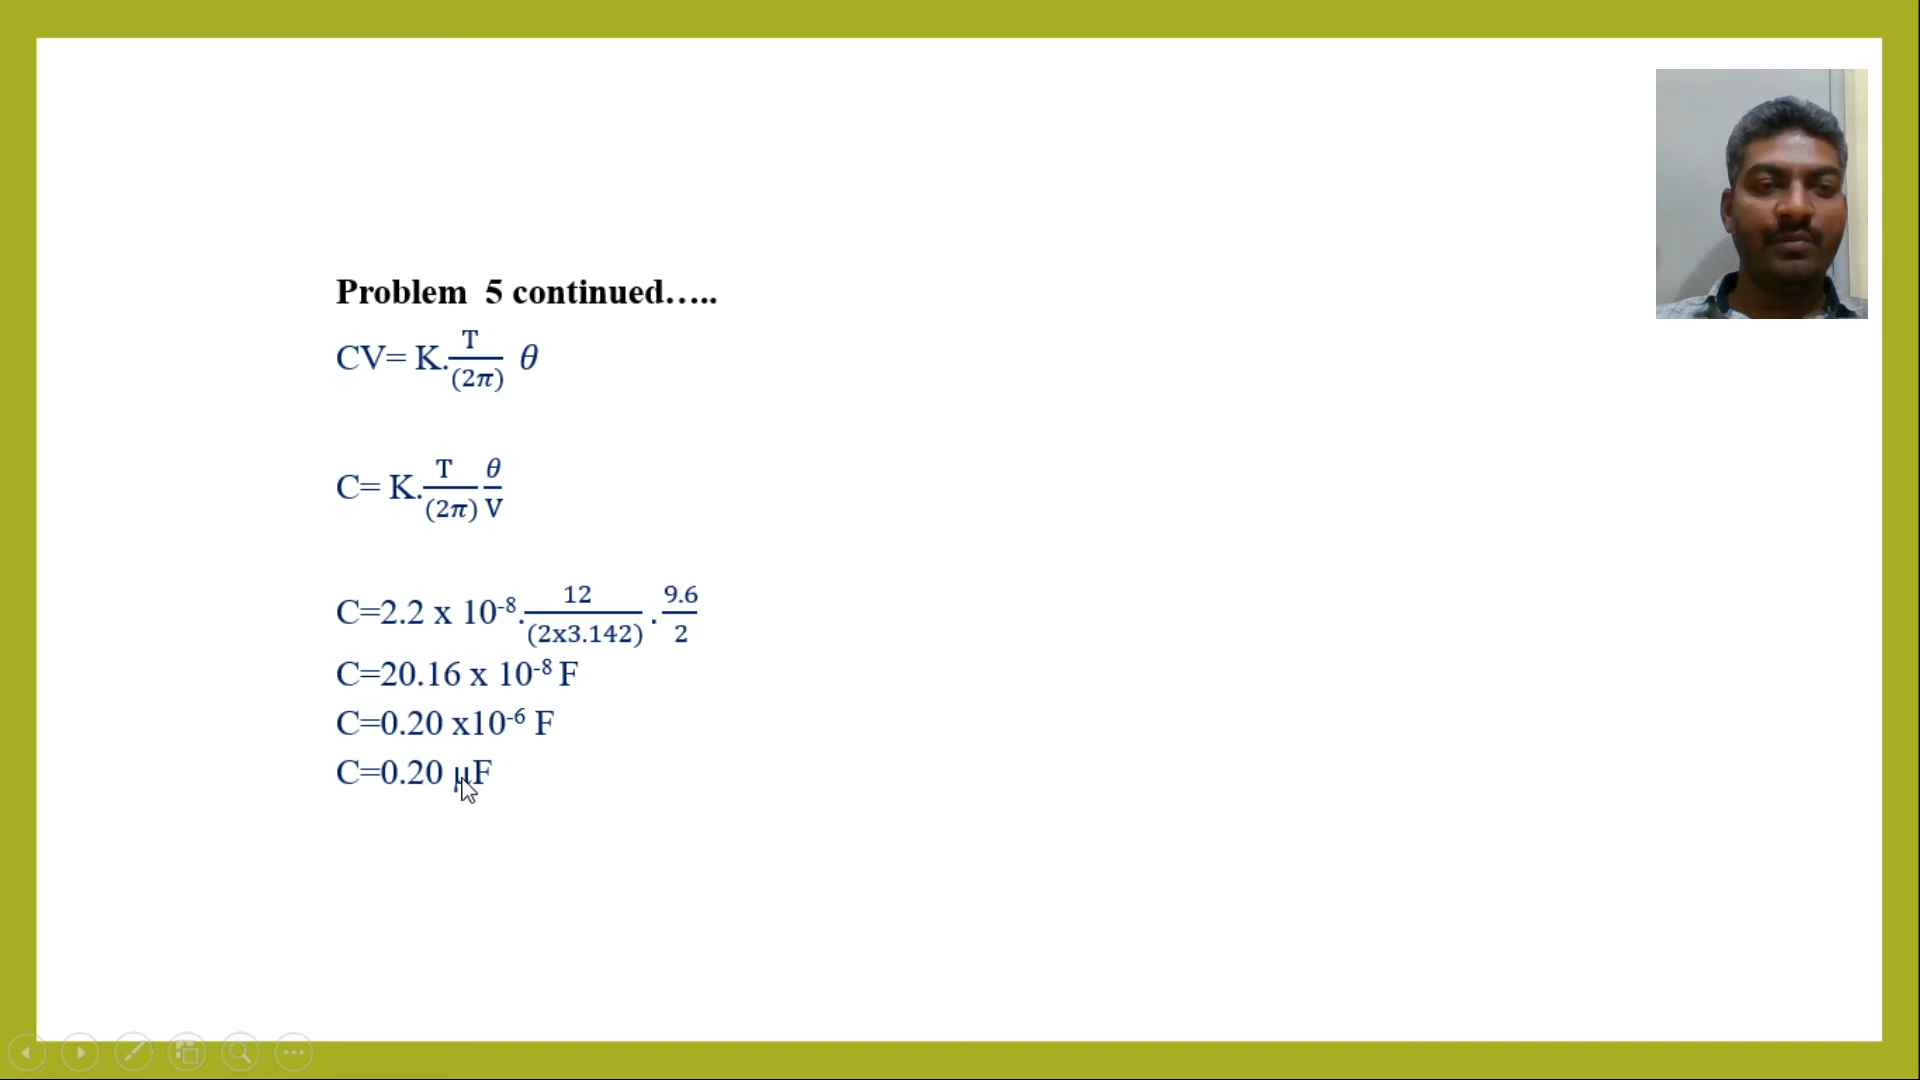 Problem 5 continued.....
CV= K.T/(2π) θ
C= K.T/(2π) θ/V
C=2.2 x 10⁻⁸.12/(2x3.142) . 9.6/2
C=20.16 x 10⁻⁸ F
C=0.20 x10⁻⁶ F
C=0.20 μF